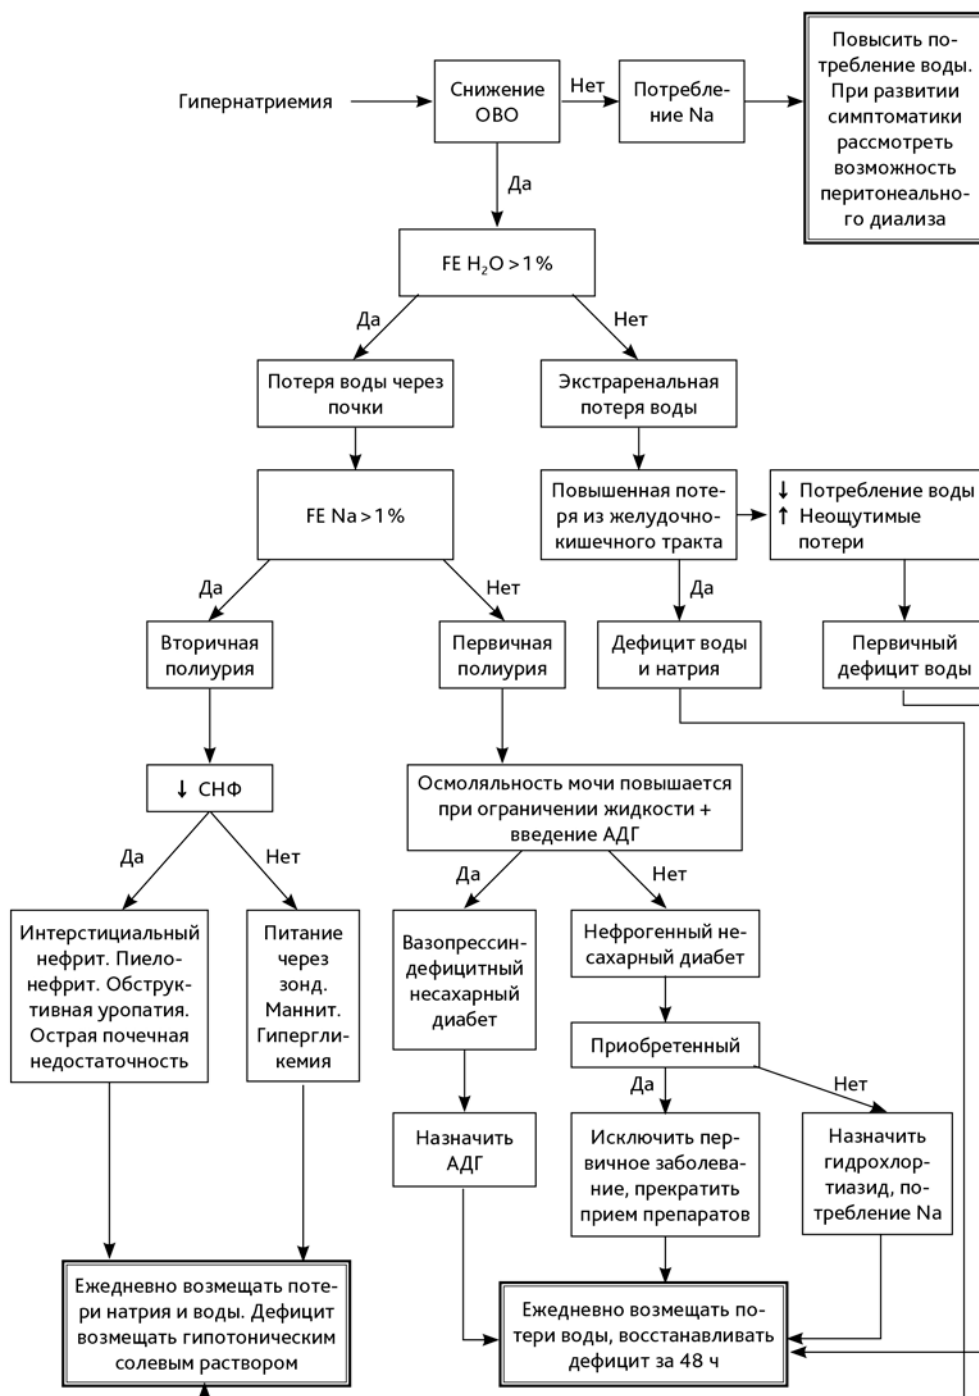 Гипернатриемия
Снижение
ОВО
Нет
Потребле-
ние Na
Повысить по-
требление воды.
При развитии
симптоматики
рассмотреть
возможность
перитонеально-
го диализа
Да
FE H₂O > 1 %
Да
Нет
Потеря воды через
почки
Экстраренальная
потеря воды
FE Na > 1 %
Повышенная поте-
ря из желудочно-
кишечного тракта
↓ Потребление воды
↑ Неощутимые
потери
Да
Нет
Да
Вторичная
полиурия
Первичная
полиурия
Дефицит воды
и натрия
Первичный
дефицит воды
↓ СНФ
Осмоляльность мочи повышается
при ограничении жидкости +
введение АДГ
Да
Нет
Да
Нет
Интерстициальный
нефрит. Пиело-
нефрит. Обструк-
тивная уропатия.
Острая почечная
недостаточность
Питание
через
зонд.
Маннит.
Гипергли-
кемия
Вазопрессин-
дефицитный
несахарный
диабет
Нефрогенный не-
сахарный диабет
Приобретенный
Да
Нет
Назначить
АДГ
Исключить пер-
вичное заболева-
ние, прекратить
прием препаратов
Назначить
гидрохлор-
тиазид, по-
требление Na
Ежедневно возмещать поте-
ри натрия и воды. Дефицит
возмещать гипотоническим
солевым раствором
Ежедневно возмещать по-
тери воды, восстанавливать
дефицит за 48 ч